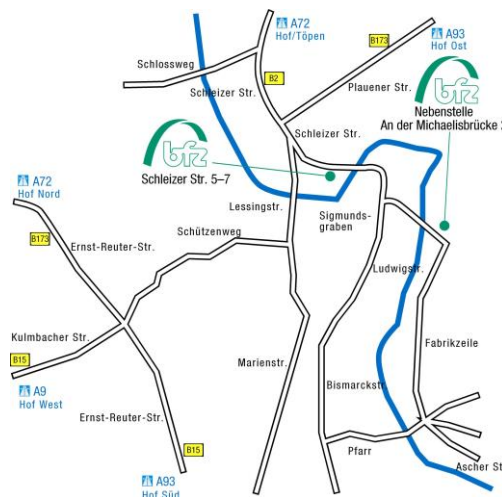 A72
Hof/Töpen
B173
A93
Hof Ost
Schlossweg
B2
Schleizer Str.
Plauener Str.
bfz
Nebenstelle
An der Michaelisbrücke
Schleizer Str.
bfz
Schleizer Str. 5–7
A72
Hof Nord
Lessingstr.
Sigmunds-
graben
B173
Ernst-Reuter-Str.
Schützenweg
Ludwigstr.
Kulmbacher Str.
Fabrikzeile
B15
Marienstr.
A9
Hof West
Bismarckstr.
Ernst-Reuter-Str.
B15
Pfarr
Ascher St
A93
Hof Süd